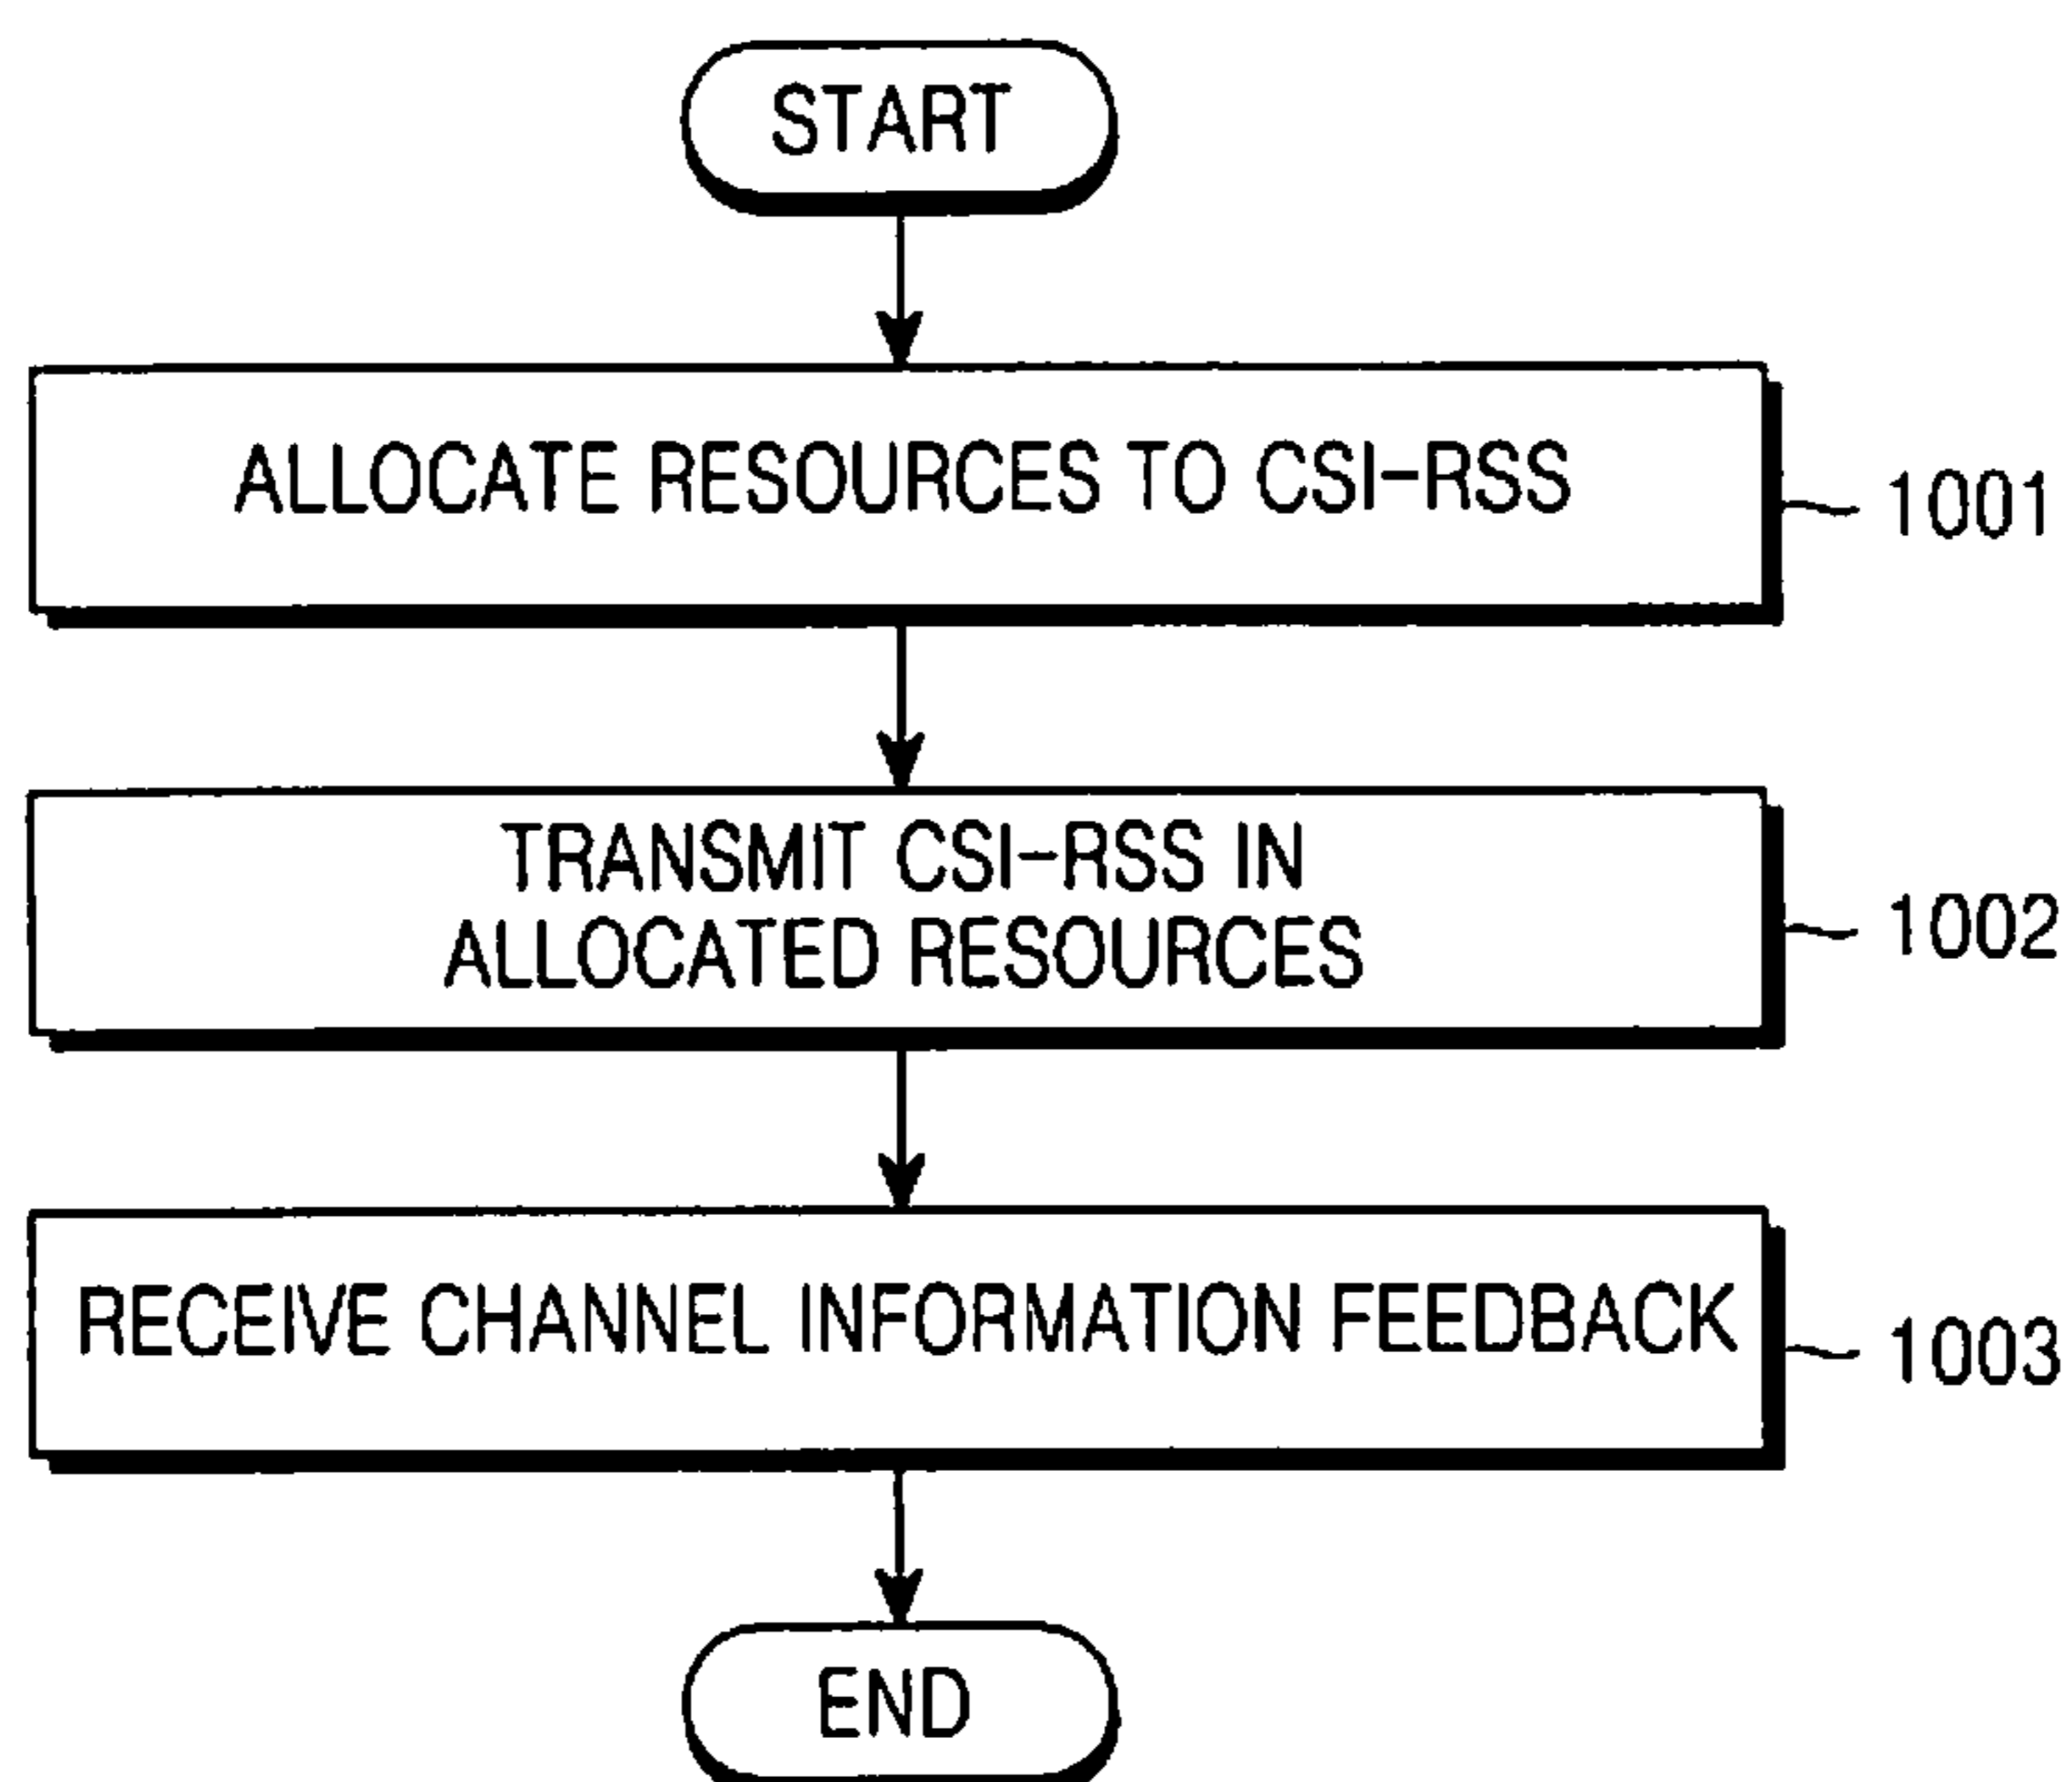 START
ALLOCATE RESOURCES TO CSI-RSS
1001
TRANSMIT CSI-RSS IN
ALLOCATED RESOURCES
1002
RECEIVE CHANNEL INFORMATION FEEDBACK
1003
END